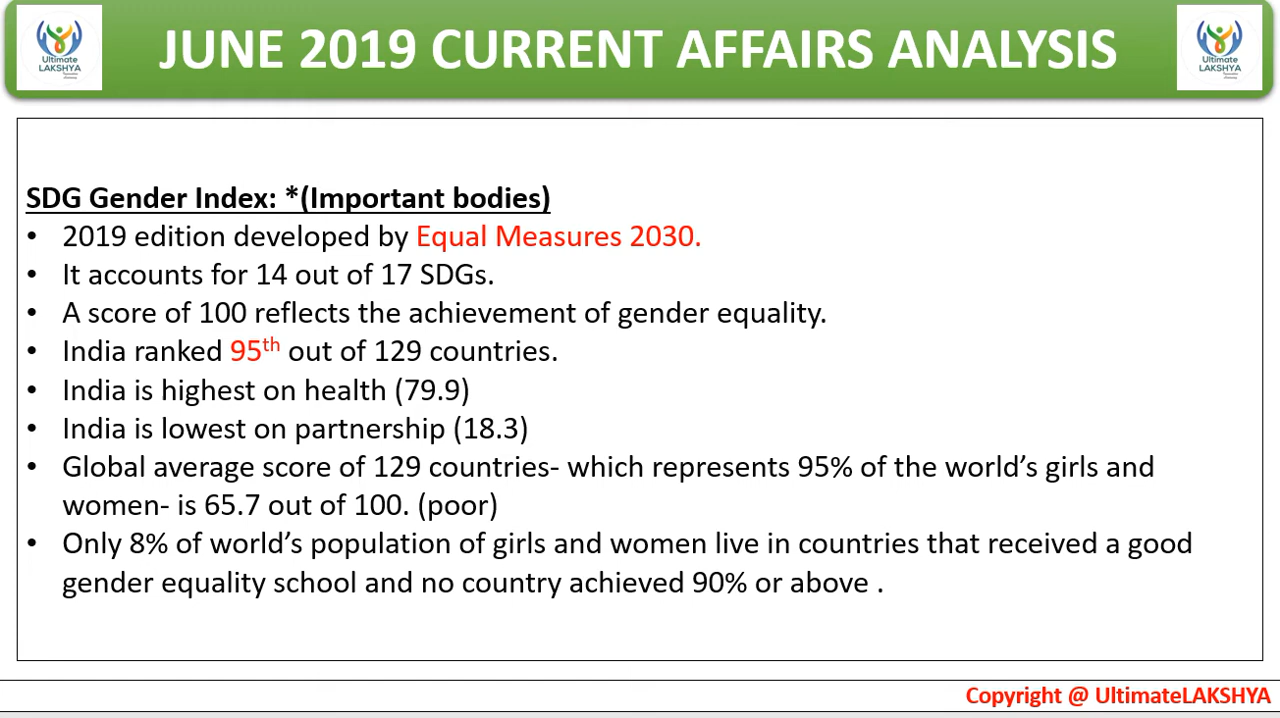 Ultimate
LAKSHYA
JUNE 2019 CURRENT AFFAIRS ANALYSIS
Ultimate
LAKSHYA
SDG Gender Index: *(Important bodies)
• 2019 edition developed by Equal Measures 2030.
• It accounts for 14 out of 17 SDGs.
• A score of 100 reflects the achievement of gender equality.
• India ranked 95th out of 129 countries.
• India is highest on health (79.9)
• India is lowest on partnership (18.3)
• Global average score of 129 countries- which represents 95% of the world’s girls and
women- is 65.7 out of 100. (poor)
• Only 8% of world’s population of girls and women live in countries that received a good
gender equality school and no country achieved 90% or above .
Copyright @ UltimateLAKSHYA